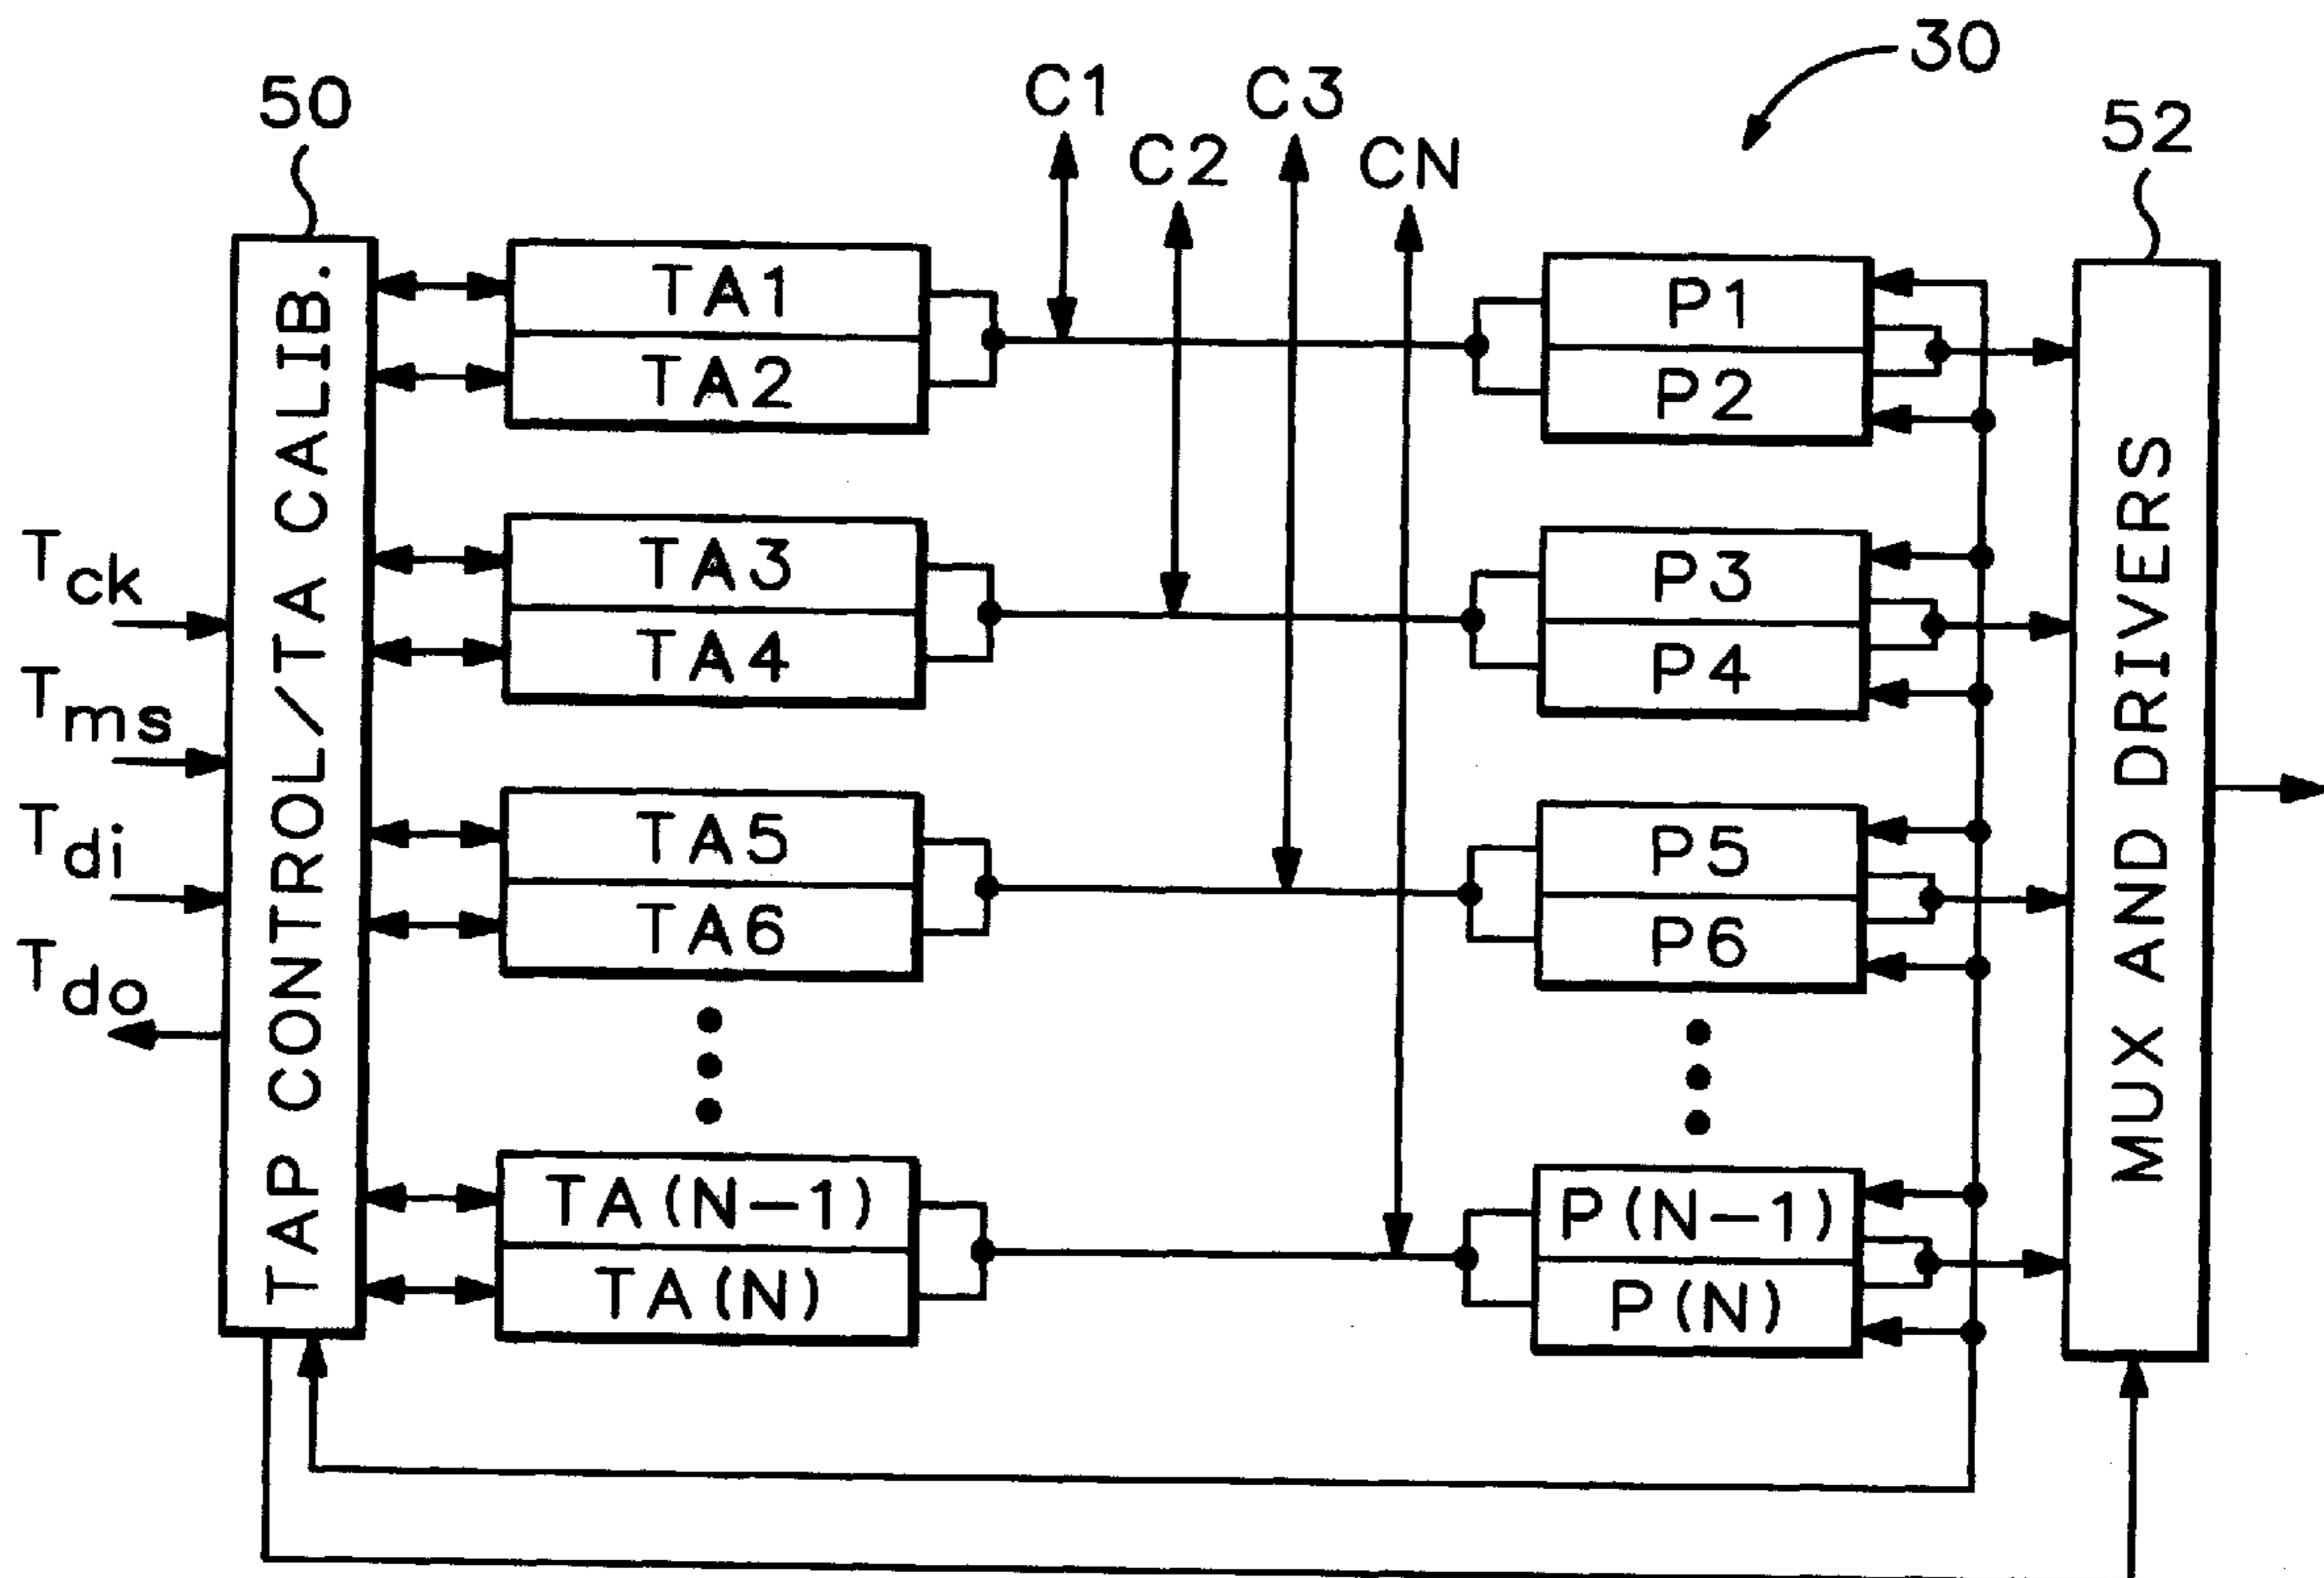 30
50
C1
C3
52
C2
CN
TAP CONTROL/TA CALIB.
TA1
TA2
TA3
TA4
TA5
TA6
TA(N-1)
TA(N)
Tck
Tms
Tdi
Tdo
P1
P2
P3
P4
P5
P6
P(N-1)
P(N)
MUX AND DRIVERS